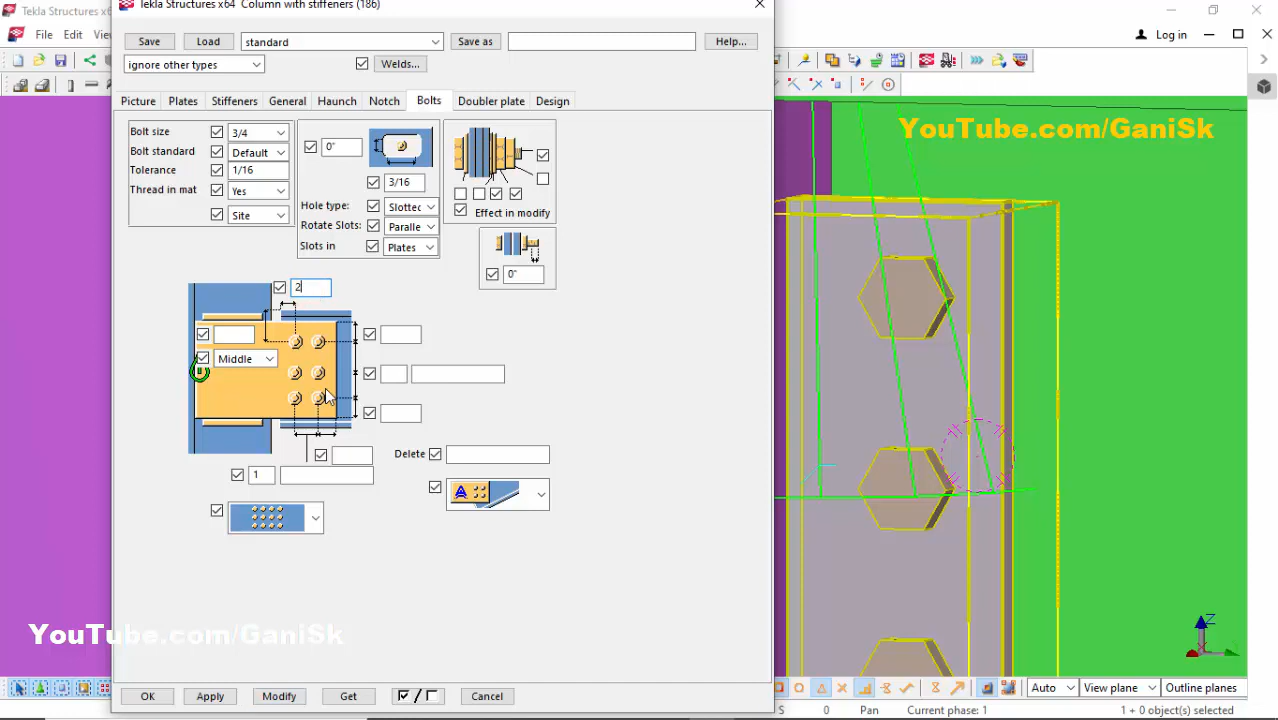 Tekla Structures x64
Tekla Structures x64 Column with stiffeners (186)
File Edit
Log in
Save Load standard Save as Help...
ignore other types Welds...
Picture Plates Stiffeners General Haunch Notch Bolts Doubler plate Design
Bolt size 3/4
Bolt standard Default
Tolerance 1/16
Thread in mat Yes
Site
0"
3/16
Hole type: Slottec
Rotate Slots: Paralle
Slots in Plates
Effect in modify
0"
2
Middle
1
Delete
YouTube.com/GaniSk
YouTube.com/GaniSk
Z
OK Apply Modify Get / Cancel
Auto View plane Outline planes
S 0 Pan Current phase: 1 1 + 0 object(s) selected